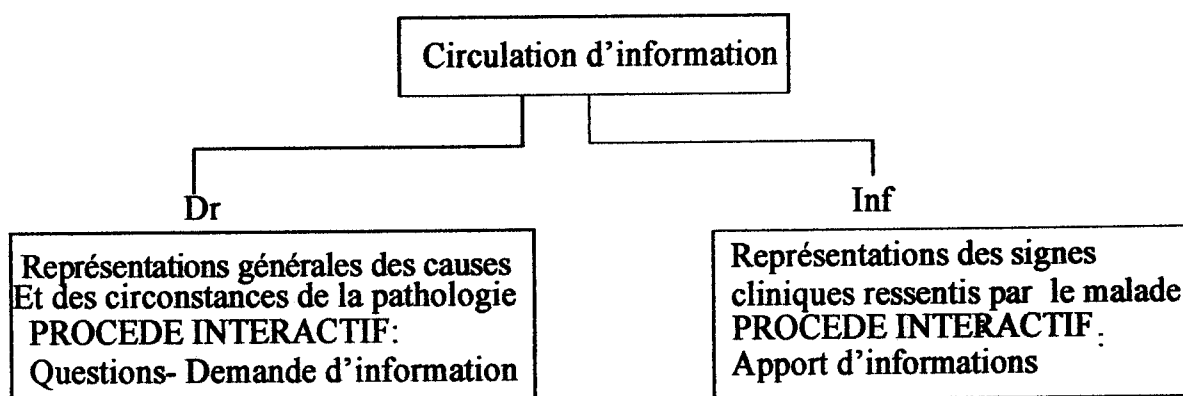 Circulation d'information
Dr
Représentations générales des causes
Et des circonstances de la pathologie
PROCEDE INTERACTIF:
Questions- Demande d'information
Inf
Représentations des signes
cliniques ressentis par le malade
PROCEDE INTERACTIF:
Apport d'informations